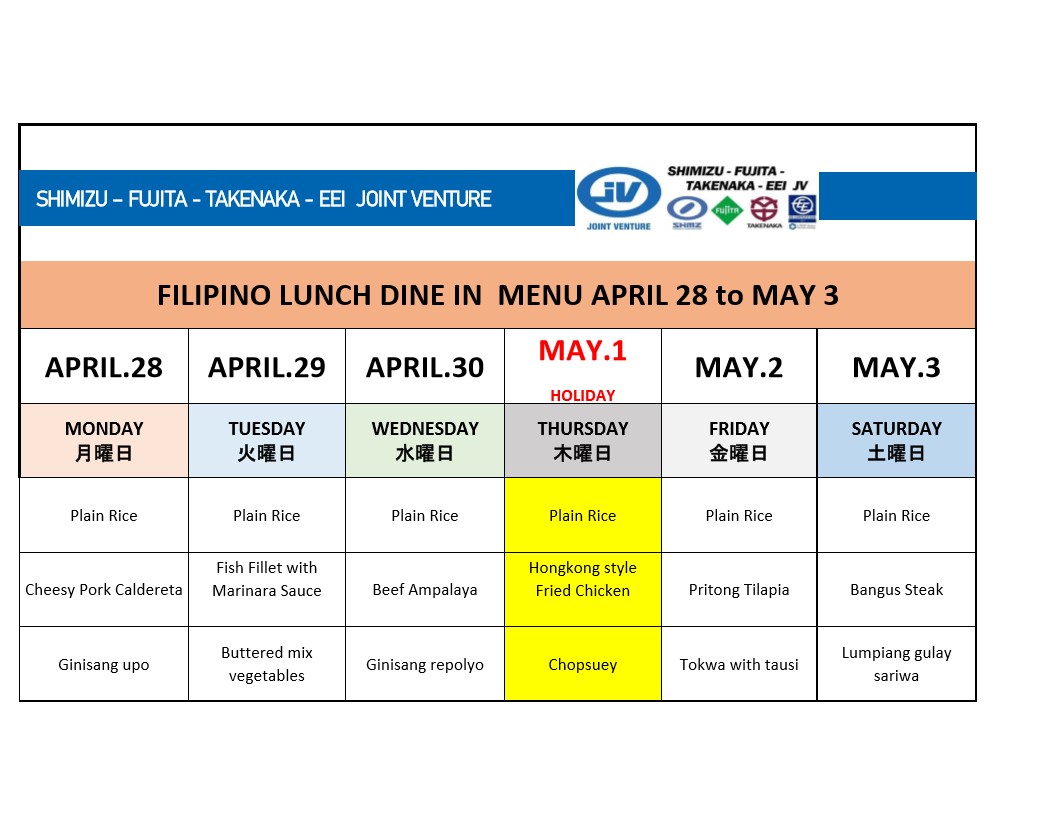 SHIMIZU – FUJITA - TAKENAKA - EEI JOINT VENTURE
JV
JOINT VENTURE
SHIMIZU - FUJITA -
TAKENAKA - EEI JV
SHMZ
FUJITA
TAKENAKA
FILIPINO LUNCH DINE IN MENU APRIL 28 to MAY 3
APRIL.28
APRIL.29
APRIL.30
MAY.1
HOLIDAY
MAY.2
MAY.3
MONDAY
月曜日
TUESDAY
火曜日
WEDNESDAY
水曜日
THURSDAY
木曜日
FRIDAY
金曜日
SATURDAY
土曜日
Plain Rice
Plain Rice
Plain Rice
Plain Rice
Plain Rice
Plain Rice
Cheesy Pork Caldereta
Fish Fillet with
Marinara Sauce
Beef Ampalaya
Hongkong style
Fried Chicken
Pritong Tilapia
Bangus Steak
Ginisang upo
Buttered mix
vegetables
Ginisang repolyo
Chopsuey
Tokwa with tausi
Lumpiang gulay
sariwa